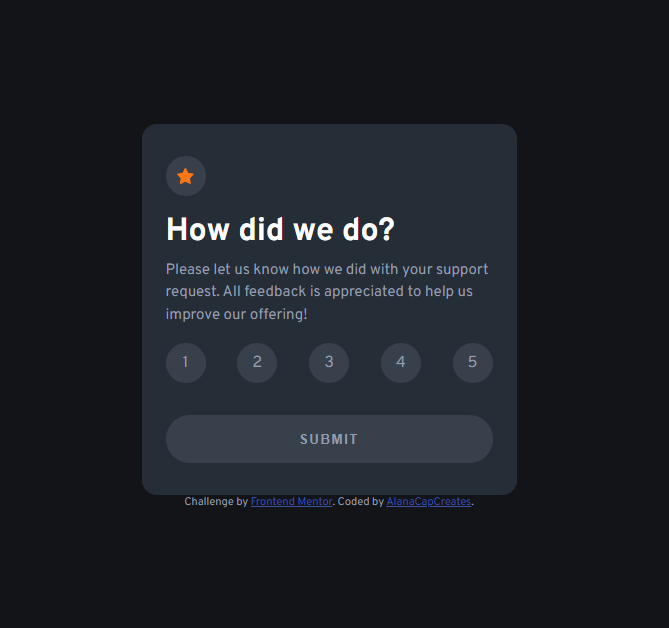 How did we do?
Please let us know how we did with your support
request. All feedback is appreciated to help us
improve our offering!
1 2 3 4 5
SUBMIT
Challenge by Frontend Mentor. Coded by AlanaCapCreates.